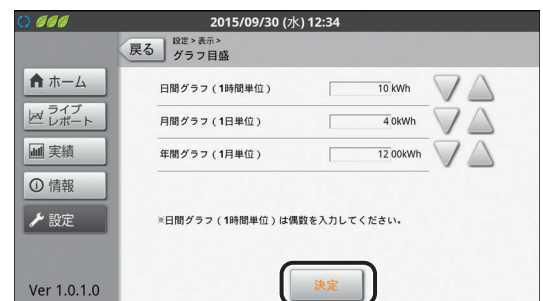 2015/09/30 (水) 12:34
戻る
設定 > 表示 >
グラフ目盛
ホーム
ライブ
レポート
実績
情報
設定
Ver 1.0.1.0
日間グラフ（1時間単位） 10 kWh
月間グラフ（1日単位） 4 0kWh
年間グラフ（1月単位） 12 00kWh
※日間グラフ（1時間単位）は偶数を入力してください。
決定